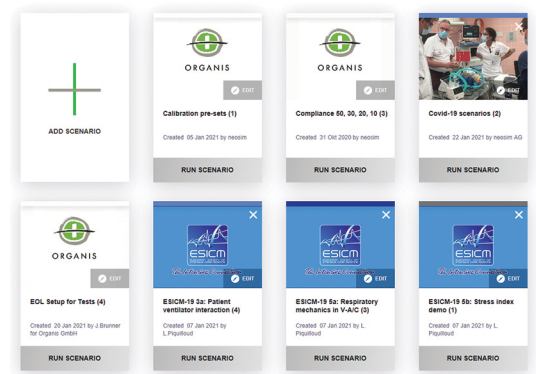 ORGANIS
EDIT
Calibration pre-sets (1)
Created 05 Jan 2021 by neosim
RUN SCENARIO
ORGANIS
EDIT
Compliance 50, 30, 20, 10 (3)
Created 31 Okt 2020 by neosim
RUN SCENARIO
EDIT
Covid-19 scenarios (2)
Created 22 Jan 2021 by neosim AG
RUN SCENARIO
ADD SCENARIO
ORGANIS
EDIT
EOL Setup for Tests (4)
Created 20 Jan 2021 by J.Brunner
for Organis GmbH
RUN SCENARIO
ESICM
EDIT
ESICM-19 3a: Patient
ventilator interaction (4)
Created 07 Jan 2021 by
L.Piquilloud
RUN SCENARIO
ESICM
EDIT
ESICM-19 5a: Respiratory
mechanics in V-A/C (3)
Created 07 Jan 2021 by L.
Piquilloud
RUN SCENARIO
ESICM
EDIT
ESICM-19 5b: Stress index
demo (1)
Created 07 Jan 2021 by L.
Piquilloud
RUN SCENARIO